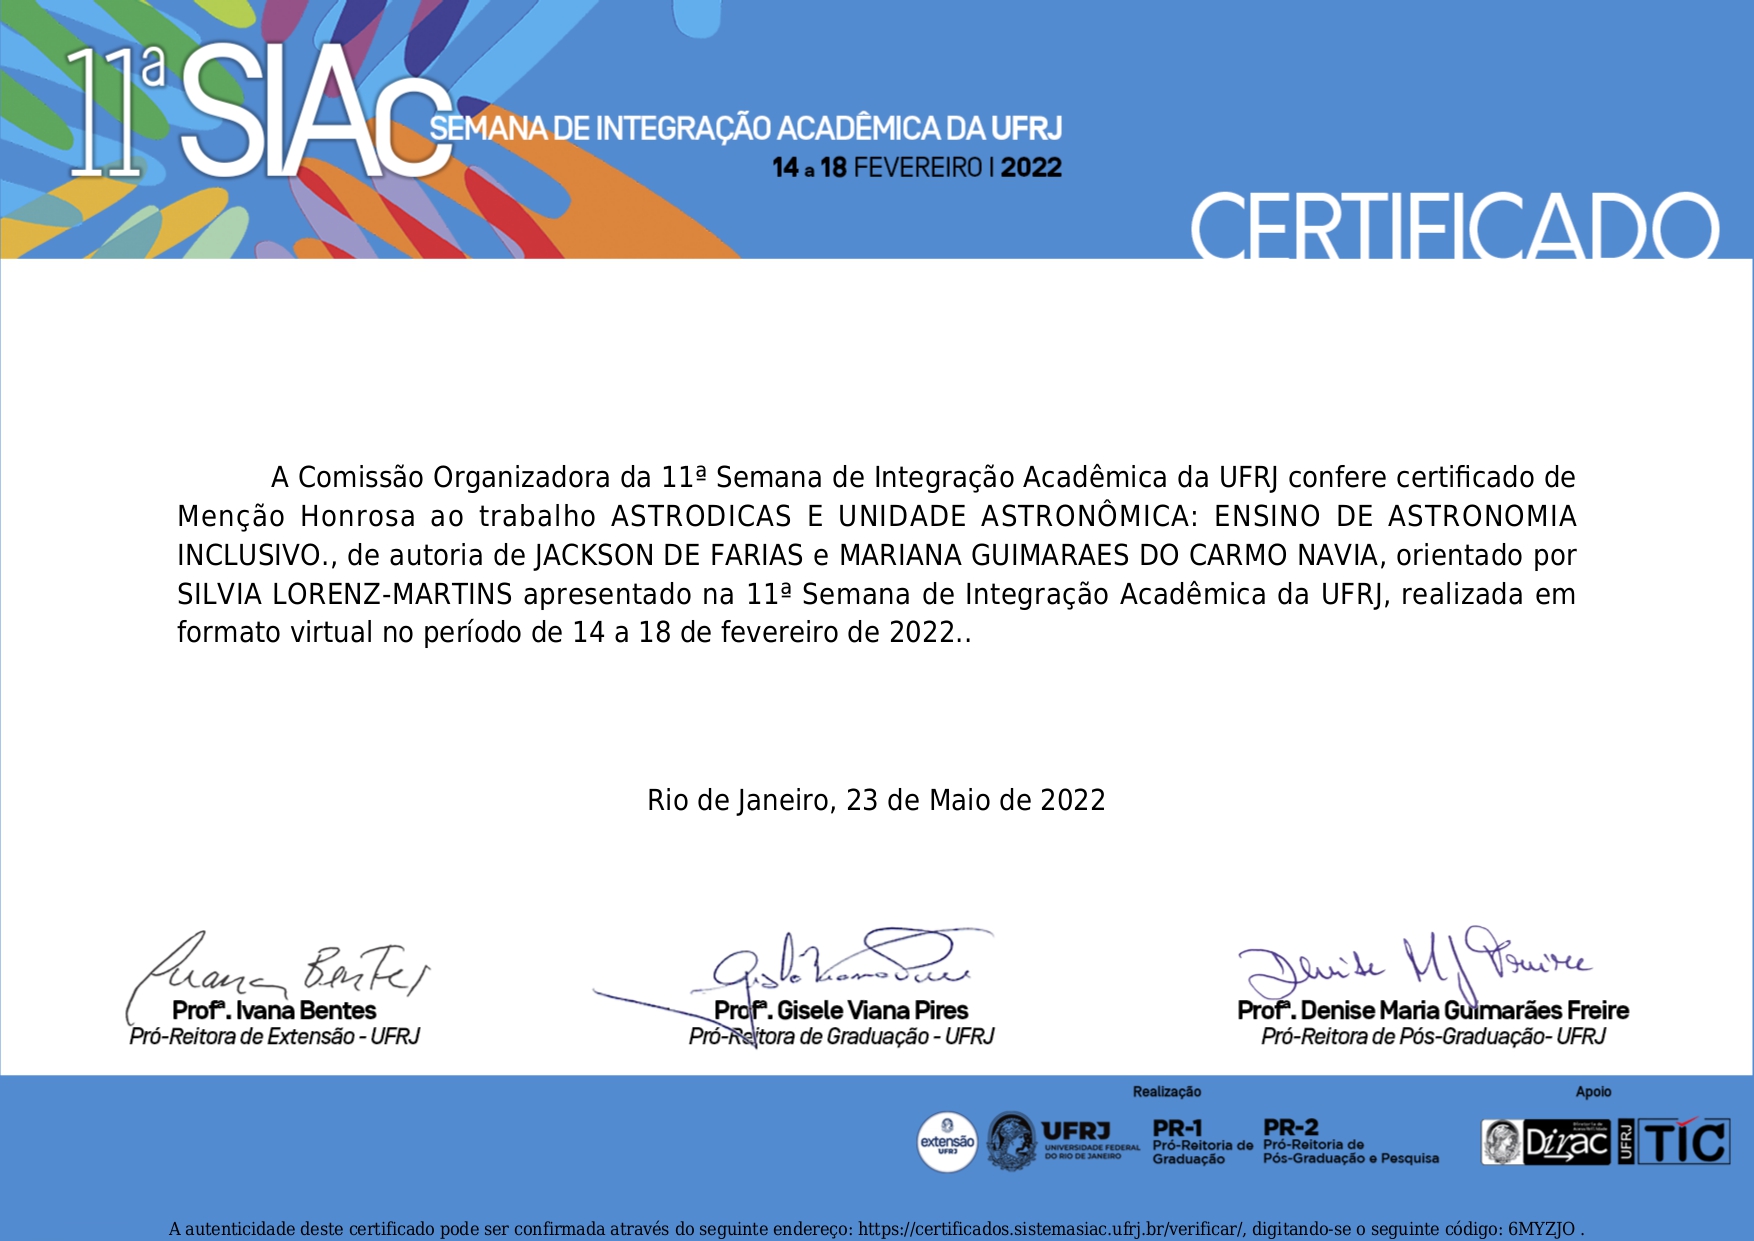 11ª SIAc
SEMANA DE INTEGRAÇÃO ACADÊMICA DA UFRJ
14 a 18 FEVEREIRO | 2022
CERTIFICADO
A Comissão Organizadora da 11ª Semana de Integração Acadêmica da UFRJ confere certificado de
Menção Honrosa ao trabalho ASTRODICAS E UNIDADE ASTRONÔMICA: ENSINO DE ASTRONOMIA
INCLUSIVO., de autoria de JACKSON DE FARIAS e MARIANA GUIMARAES DO CARMO NAVIA, orientado por
SILVIA LORENZ-MARTINS apresentado na 11ª Semana de Integração Acadêmica da UFRJ, realizada em
formato virtual no período de 14 a 18 de fevereiro de 2022..
Rio de Janeiro, 23 de Maio de 2022
Profª. Ivana Bentes
Pró-Reitora de Extensão - UFRJ
Profª. Gisele Viana Pires
Pró-Reitora de Graduação - UFRJ
Profª. Denise Maria Guimarães Freire
Pró-Reitora de Pós-Graduação- UFRJ
Realização
Apoio
extensão
UFRJ
UFRJ
UNIVERSIDADE FEDERAL
DO RIO DE JANEIRO
PR-1
Pró-Reitoria de
Graduação
PR-2
Pró-Reitoria de
Pós-Graduação e Pesquisa
Dirac
UFRJ
TIC
A autenticidade deste certificado pode ser confirmada através do seguinte endereço: https://certificados.sistemasiac.ufrj.br/verificar/, digitando-se o seguinte código: 6MYZJO .